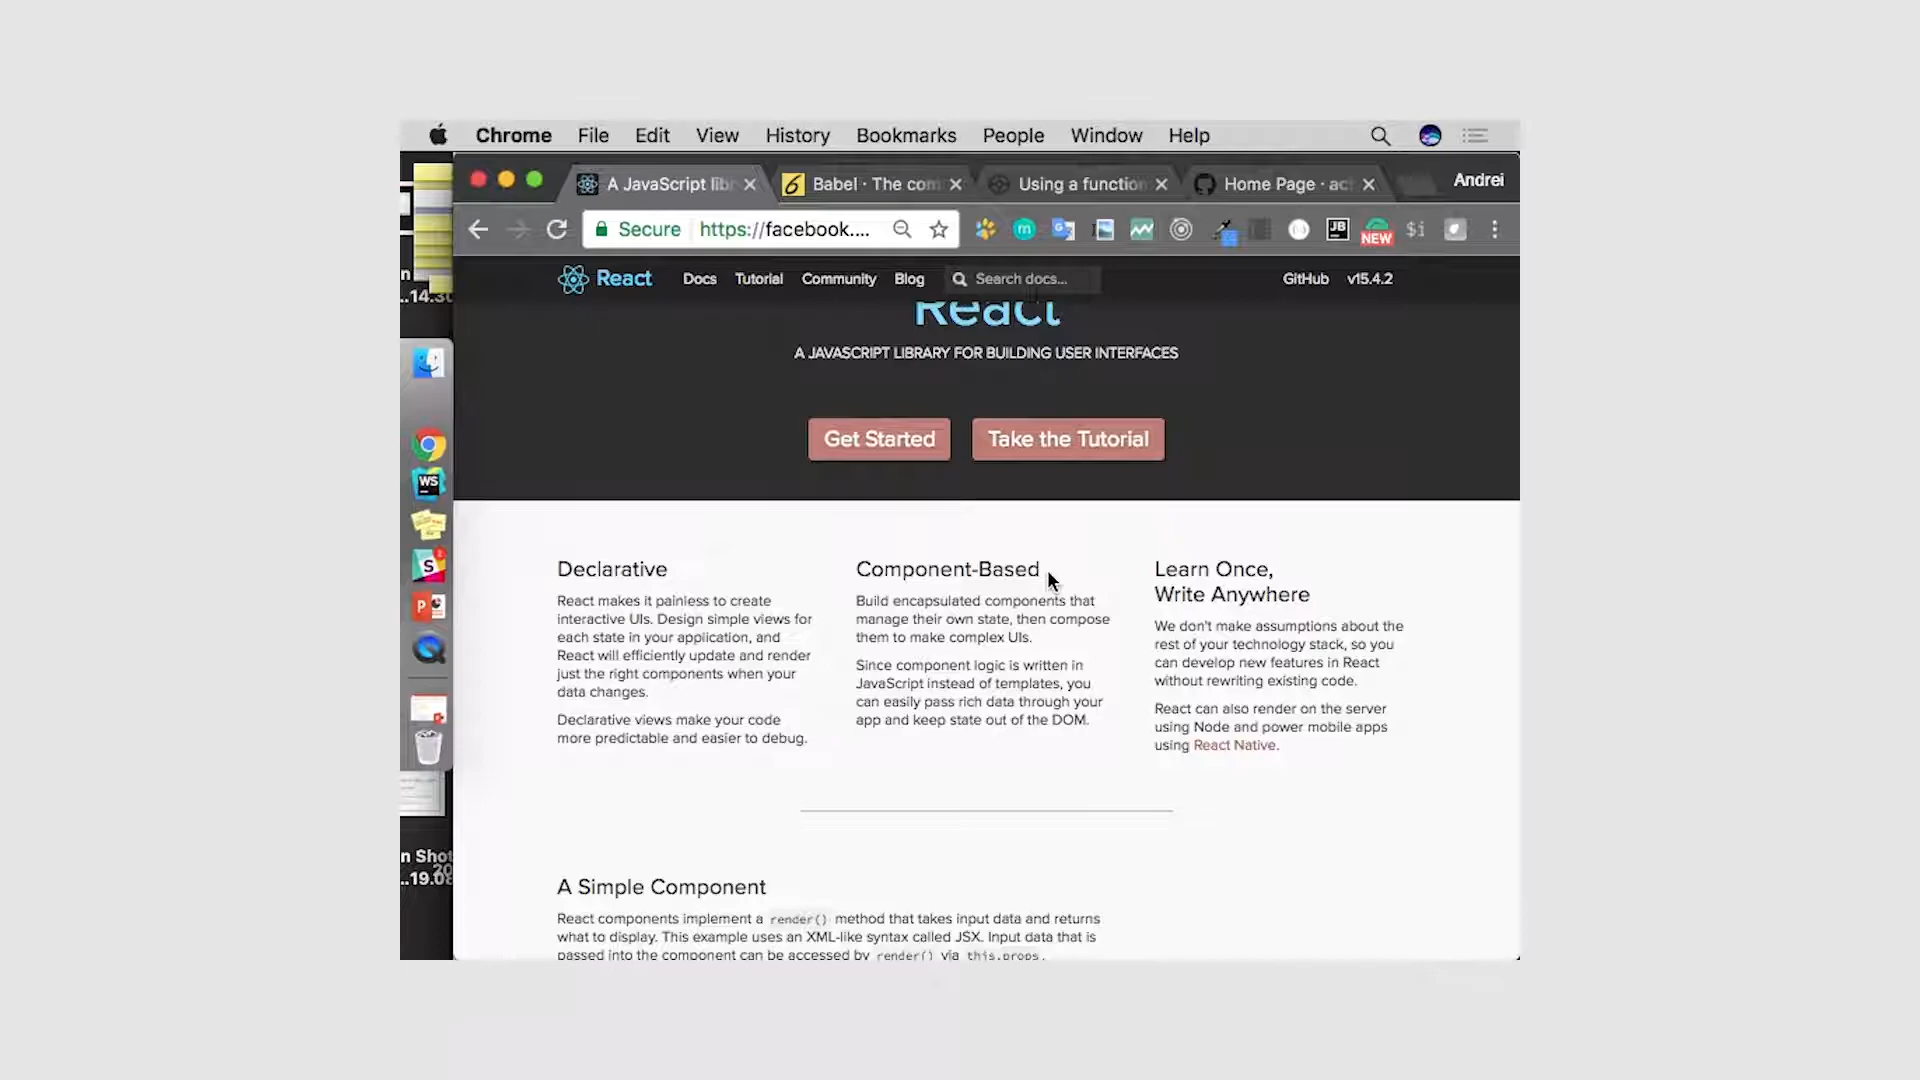 Chrome File Edit View History Bookmarks People Window Help
A JavaScript libr
Babel · The com
Using a function
Home Page · ac
Andrei
Secure https://facebook....
m
JB
NEW
$i
React Docs Tutorial Community Blog Search docs... GitHub v15.4.2
React
A JAVASCRIPT LIBRARY FOR BUILDING USER INTERFACES
Get Started Take the Tutorial
..14.30
WS
S
P
n Shot
..19.08
Declarative
React makes it painless to create
interactive UIs. Design simple views for
each state in your application, and
React will efficiently update and render
just the right components when your
data changes.
Declarative views make your code
more predictable and easier to debug.
Component-Based
Build encapsulated components that
manage their own state, then compose
them to make complex UIs.
Since component logic is written in
JavaScript instead of templates, you
can easily pass rich data through your
app and keep state out of the DOM.
Learn Once,
Write Anywhere
We don't make assumptions about the
rest of your technology stack, so you
can develop new features in React
without rewriting existing code.
React can also render on the server
using Node and power mobile apps
using React Native.
A Simple Component
React components implement a render() method that takes input data and returns
what to display. This example uses an XML-like syntax called JSX. Input data that is
passed into the component can be accessed by render() via this.props.